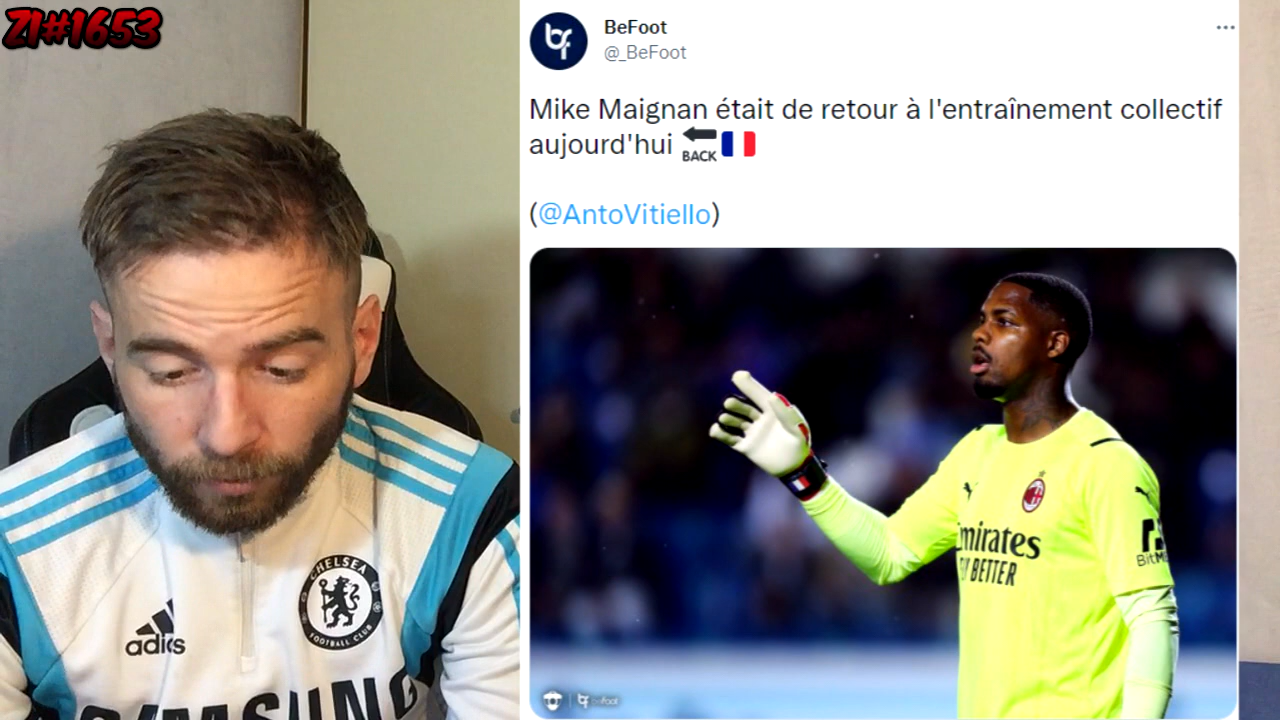 ZI#1653
BeFoot
@_BeFoot
Mike Maignan était de retour à l'entraînement collectif
aujourd'hui 🔙🇫🇷
(@AntoVitiello)
CHELSEA
FOOTBALL CLUB
adidas
SAMSUNG
Emirates
FLY BETTER
BitM
BeFoot